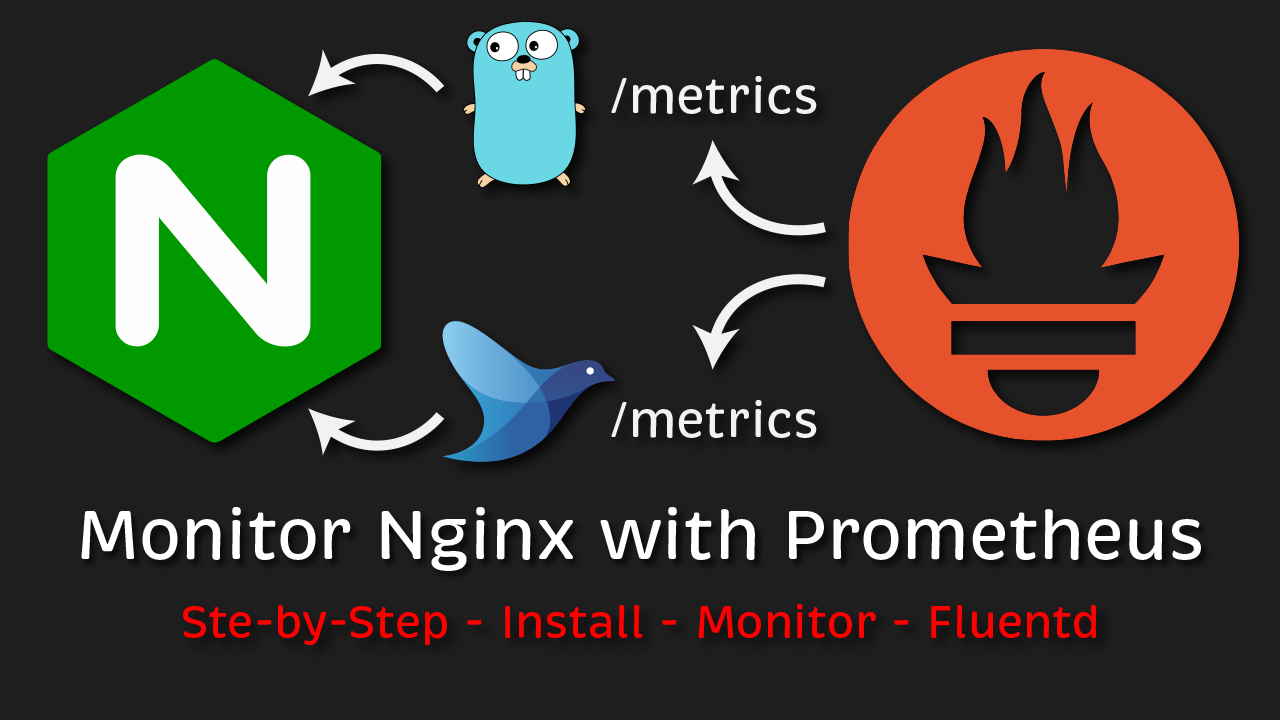 N
/metrics
/metrics
Monitor Nginx with Prometheus
Ste-by-Step - Install - Monitor - Fluentd